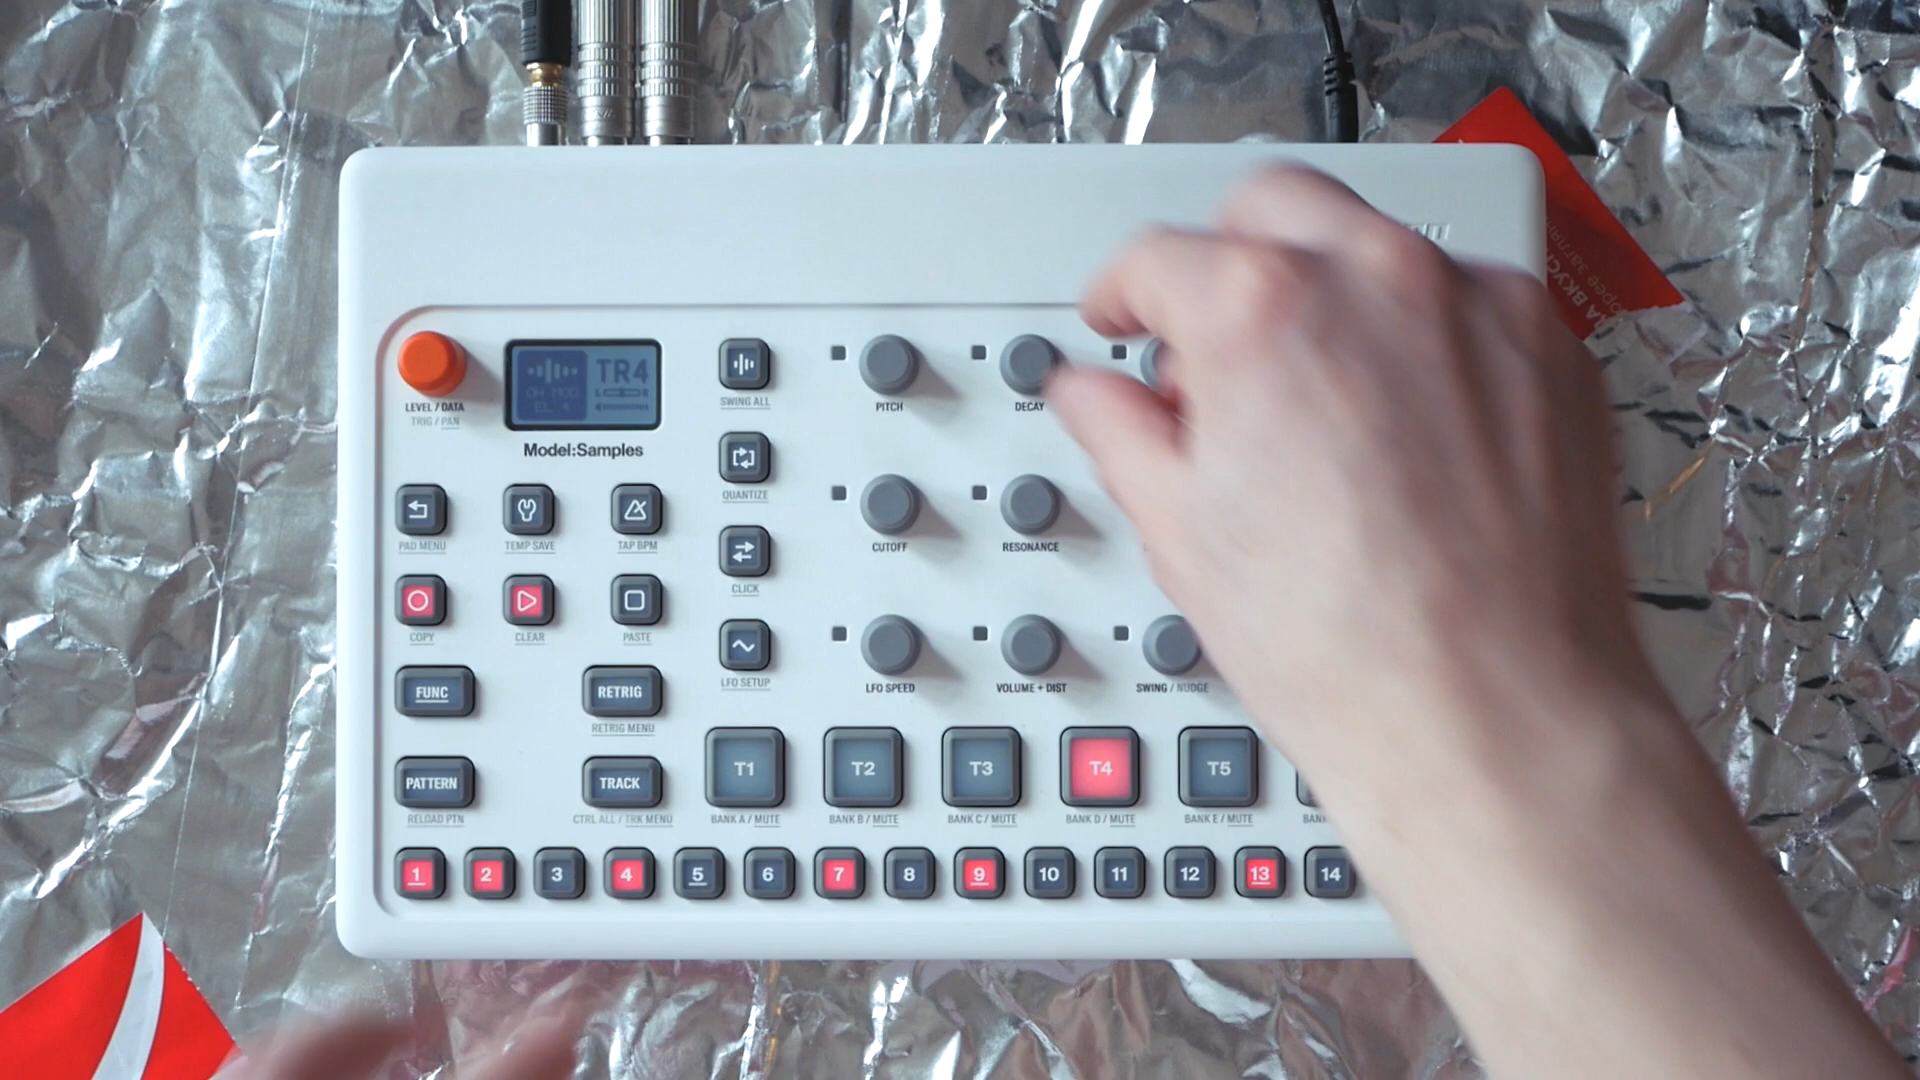 TR4
L R
LEVEL / DATA
TRIG / PAN
Model:Samples
SWING ALL
PITCH
DECAY
QUANTIZE
PAD MENU
TEMP SAVE
TAP BPM
CUTOFF
RESONANCE
CLICK
COPY
CLEAR
PASTE
LFO SETUP
LFO SPEED
VOLUME + DIST
SWING / NUDGE
FUNC
RETRIG
RETRIG MENU
PATTERN
TRACK
T1
T2
T3
T4
T5
RELOAD PTN
CTRL ALL / TRK MENU
BANK A / MUTE
BANK B / MUTE
BANK C / MUTE
BANK D / MUTE
BANK E / MUTE
1 2 3 4 5 6 7 8 9 10 11 12 13 14